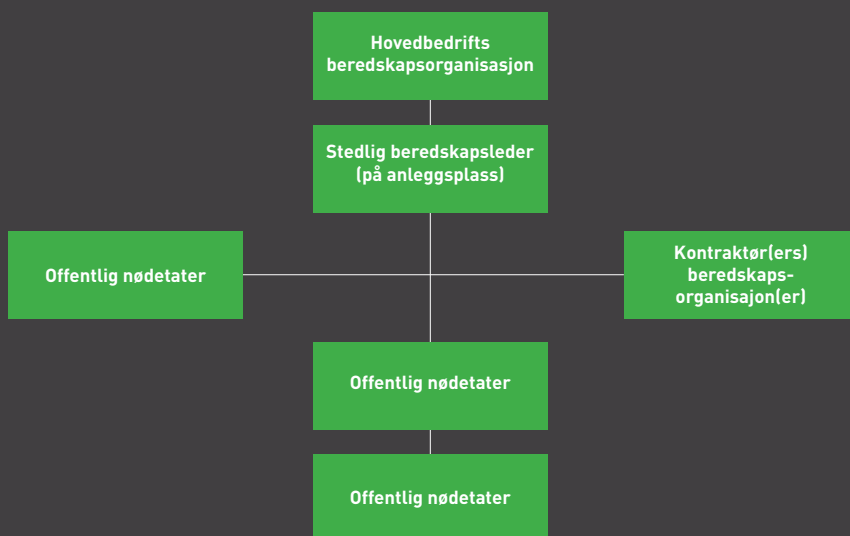 Hovedbedrifts
beredskapsorganisasjon
Stedlig beredskapsleder
(på anleggsplass)
Offentlig nødetater
Kontraktør(ers)
beredskaps-
organisajon(er)
Offentlig nødetater
Offentlig nødetater